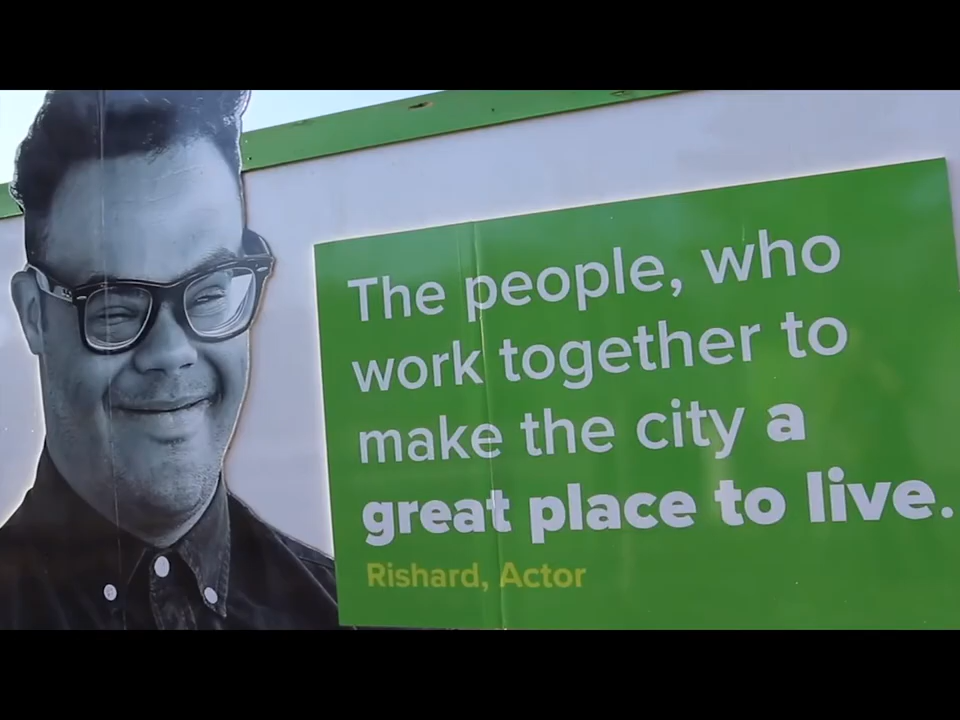 The people, who
work together to
make the city a
great place to live.
Rishard, Actor